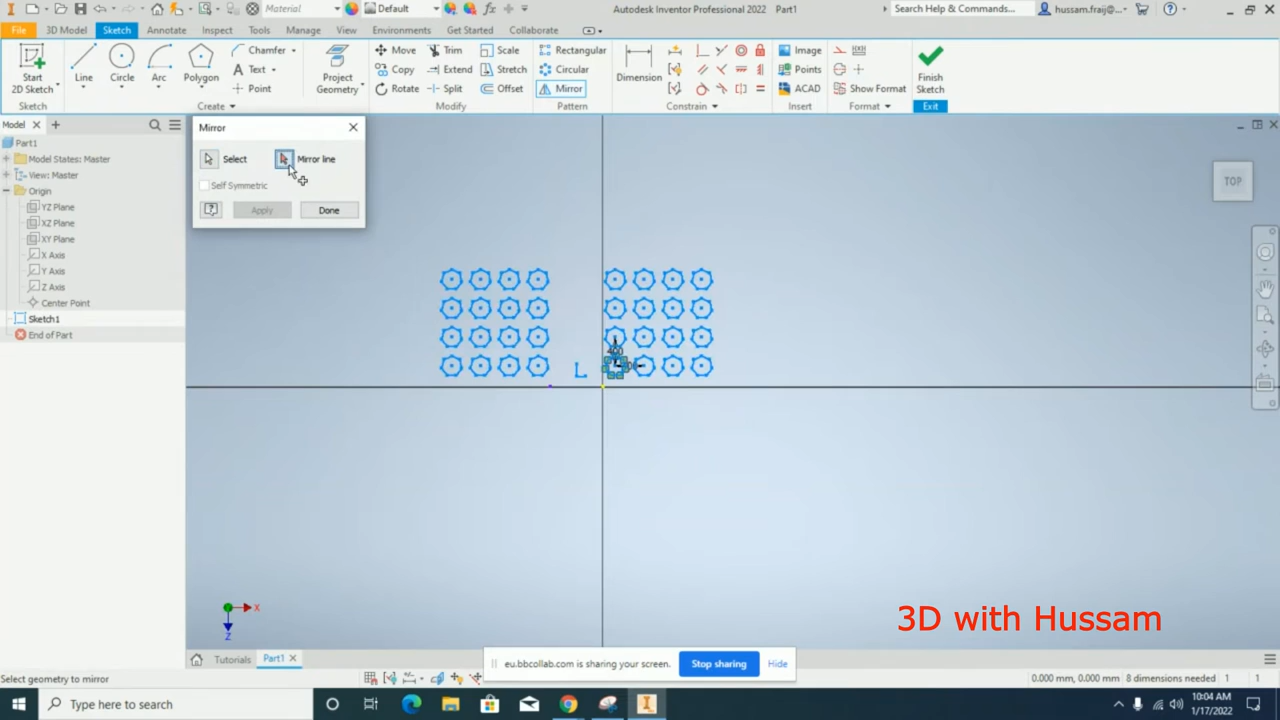 Material
Default
Autodesk Inventor Professional 2022 Part1
Search Help & Commands...
hussam.fraij@...
File
3D Model
Sketch
Annotate
Inspect
Tools
Manage
View
Environments
Get Started
Collaborate
Start
2D Sketch
Line
Circle
Arc
Polygon
Chamfer
Text
Point
Project
Geometry
Move
Copy
Rotate
Trim
Extend
Split
Scale
Stretch
Offset
Rectangular
Circular
Mirror
Dimension
Image
Points
ACAD
Show Format
Finish
Sketch
Sketch
Create
Modify
Pattern
Constrain
Insert
Format
Exit
Model
Part1
Model States: Master
View: Master
Origin
YZ Plane
XZ Plane
XY Plane
X Axis
Y Axis
Z Axis
Center Point
Sketch1
End of Part
Mirror
Select
Mirror line
Self Symmetric
Apply
Done
TOP
X
Z
3D with Hussam
Tutorials
Part1
eu.bbcollab.com is sharing your screen.
Stop sharing
Hide
Select geometry to mirror
0.000 mm, 0.000 mm
8 dimensions needed
1
1
Type here to search
10:04 AM
1/17/2022